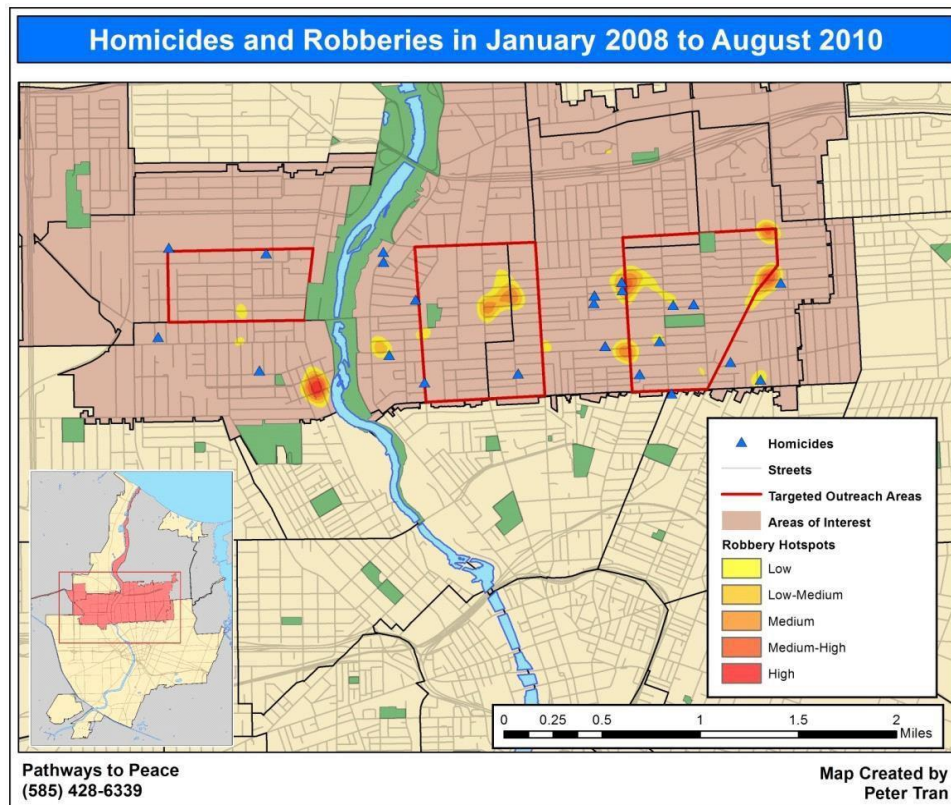 Homicides and Robberies in January 2008 to August 2010
Homicides
Streets
Targeted Outreach Areas
Areas of Interest
Robbery Hotspots
Low
Low-Medium
Medium
Medium-High
High
0 0.25 0.5 1 1.5 2
Miles
Pathways to Peace
(585) 428-6339
Map Created by
Peter Tran